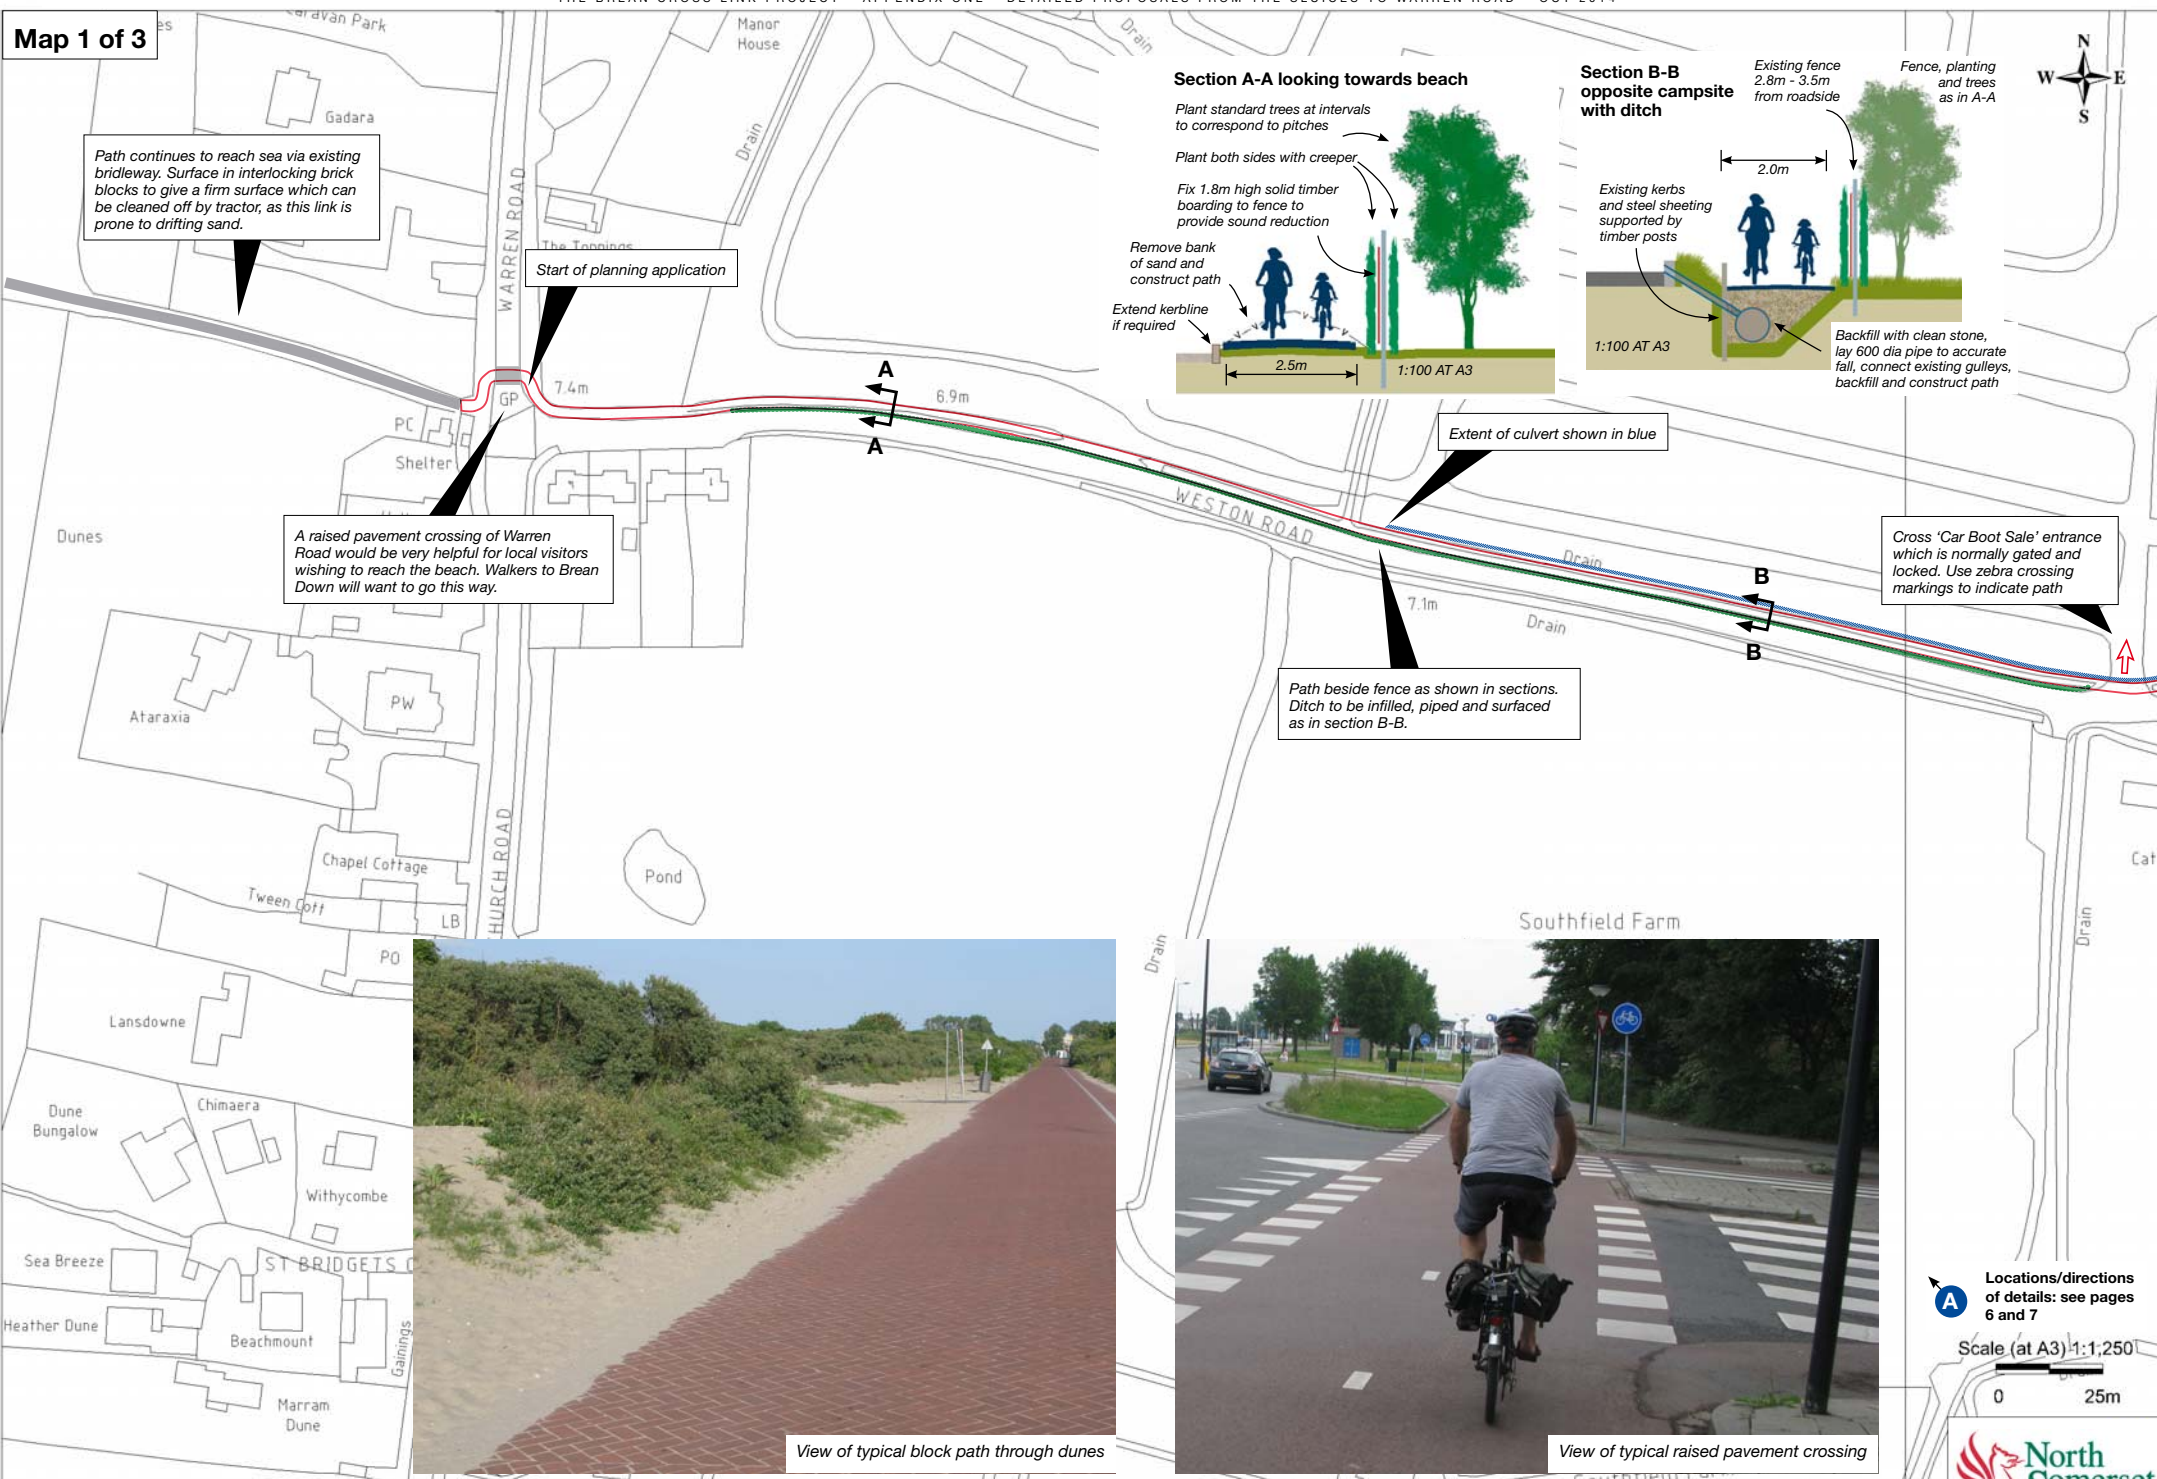 Map 1 of 3
Caravan Park
Manor
House
Gadara
Drain
Drain
WARREN ROAD
The Toppings
Path continues to reach sea via existing
bridleway. Surface in interlocking brick
blocks to give a firm surface which can
be cleaned off by tractor, as this link is
prone to drifting sand.
Start of planning application
Section A-A looking towards beach
Plant standard trees at intervals
to correspond to pitches
Plant both sides with creeper
Fix 1.8m high solid timber
boarding to fence to
provide sound reduction
Remove bank
of sand and
construct path
Extend kerbline
if required
2.5m
1:100 AT A3
Section B-B
opposite campsite
with ditch
Existing fence
2.8m - 3.5m
from roadside
Fence, planting
and trees
as in A-A
2.0m
Existing kerbs
and steel sheeting
supported by
timber posts
1:100 AT A3
Backfill with clean stone,
lay 600 dia pipe to accurate
fall, connect existing gulleys,
backfill and construct path
N
W E
S
GP
7.4m
A
A
6.9m
PC
Shelter
Extent of culvert shown in blue
WESTON ROAD
Dunes
A raised pavement crossing of Warren
Road would be very helpful for local visitors
wishing to reach the beach. Walkers to Brean
Down will want to go this way.
Drain
B
B
7.1m
Drain
Cross ‘Car Boot Sale’ entrance
which is normally gated and
locked. Use zebra crossing
markings to indicate path
Path beside fence as shown in sections.
Ditch to be infilled, piped and surfaced
as in section B-B.
Ataraxia
PW
Chapel Cottage
Tween Cott
LB
PO
Pond
Southfield Farm
Drain
Drain
Lansdowne
Dune
Bungalow
Chimaera
Withycombe
Sea Breeze
ST BRIDGETS
Heather Dune
Beachmount
Gainings
Marram
Dune
View of typical block path through dunes
View of typical raised pavement crossing
A
Locations/directions
of details: see pages
6 and 7
Scale (at A3) 1:1,250
0 25m
North
Somerset